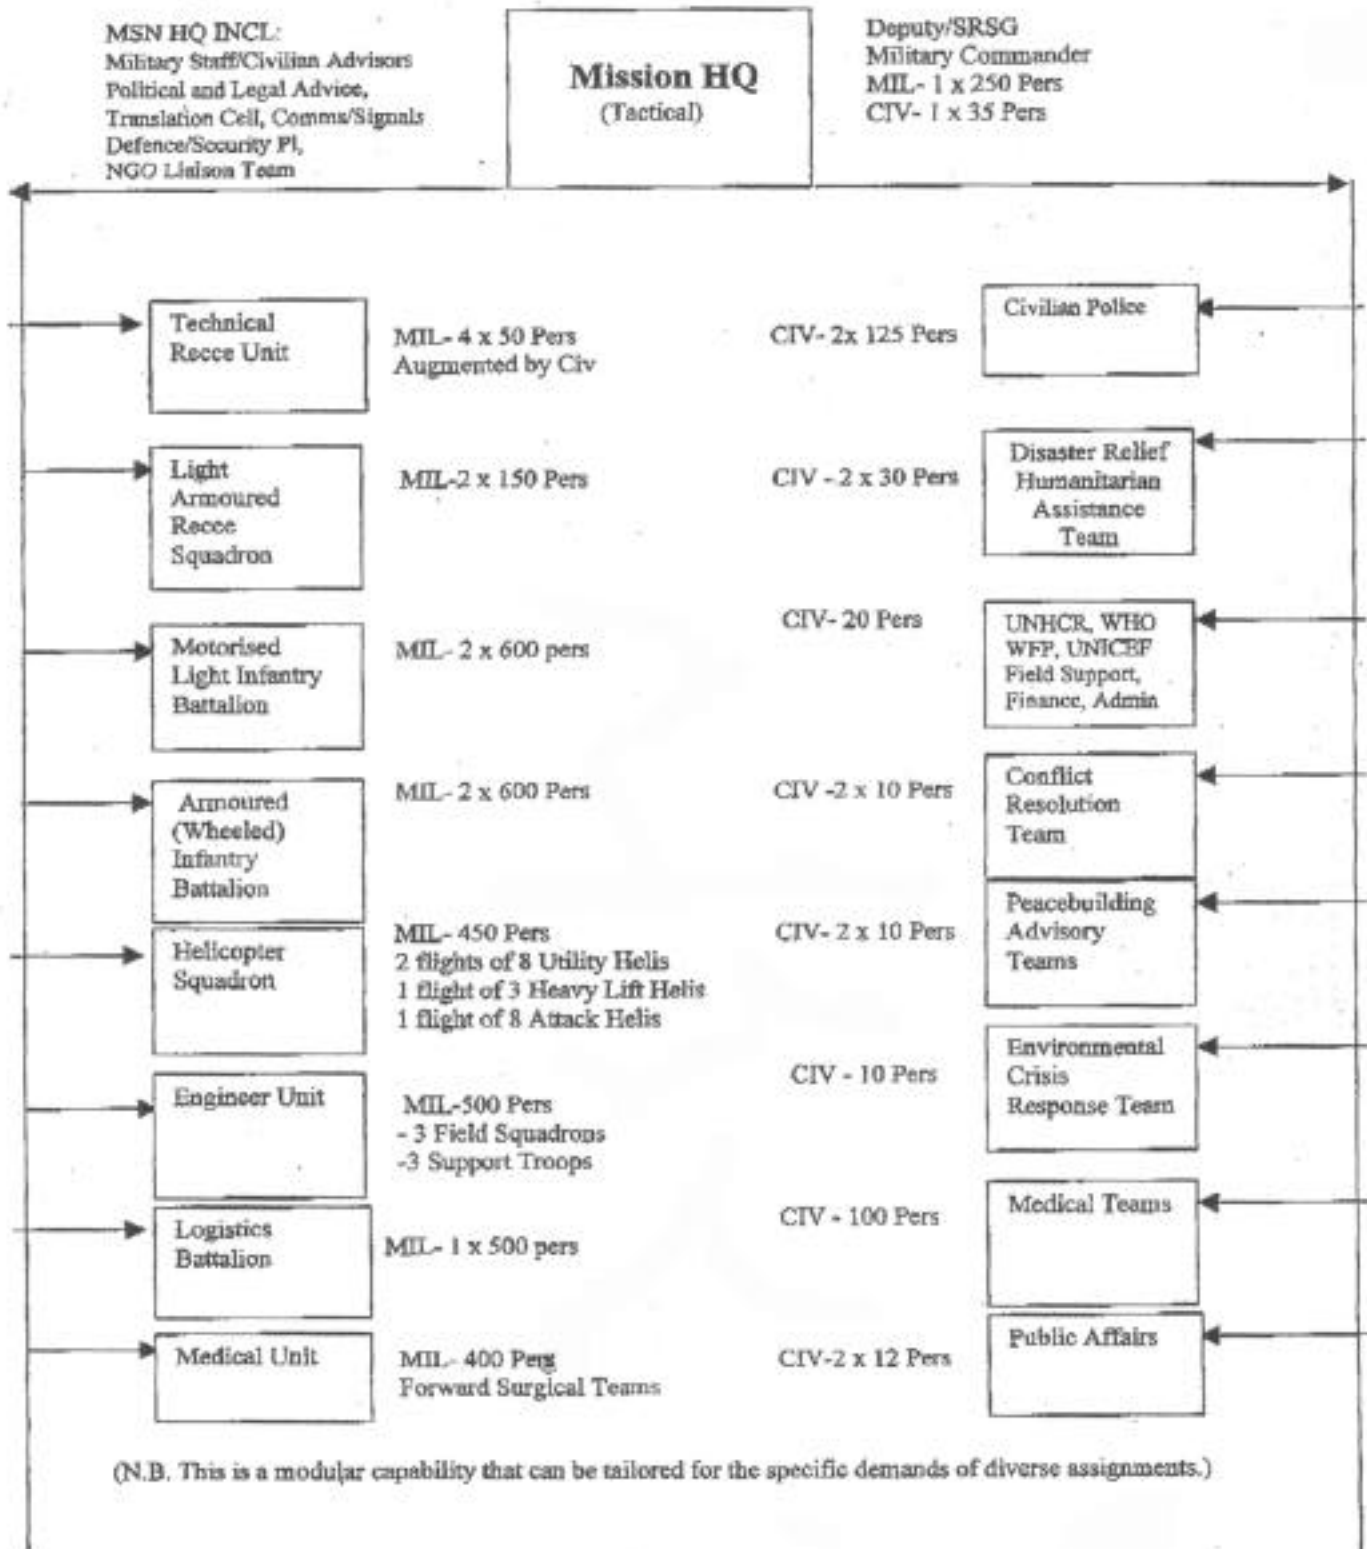 MSN HQ INCL:
Military Staff/Civilian Advisors
Political and Legal Advice,
Translation Cell, Comms/Signals
Defence/Security Pl,
NGO Liaison Team
Mission HQ
(Tactical)
Deputy/SRSG
Military Commander
MIL- 1 x 250 Pers
CIV- 1 x 35 Pers
Technical
Recce Unit
MIL- 4 x 50 Pers
Augmented by Civ
CIV- 2x 125 Pers
Civilian Police
Light
Armoured
Recce
Squadron
MIL-2 x 150 Pers
CIV - 2 x 30 Pers
Disaster Relief
Humanitarian
Assistance
Team
Motorised
Light Infantry
Battalion
MIL- 2 x 600 pers
CIV- 20 Pers
UNHCR, WHO
WFP, UNICEF
Field Support,
Finance, Admin
Armoured
(Wheeled)
Infantry
Battalion
MIL- 2 x 600 Pers
CIV -2 x 10 Pers
Conflict
Resolution
Team
Helicopter
Squadron
MIL- 450 Pers
2 flights of 8 Utility Helis
1 flight of 3 Heavy Lift Helis
1 flight of 8 Attack Helis
CIV- 2 x 10 Pers
Peacebuilding
Advisory
Teams
Engineer Unit
MIL-500 Pers
- 3 Field Squadrons
-3 Support Troops
CIV - 10 Pers
Environmental
Crisis
Response Team
Logistics
Battalion
MIL- 1 x 500 pers
CIV - 100 Pers
Medical Teams
Medical Unit
MIL- 400 Pers
Forward Surgical Teams
CIV-2 x 12 Pers
Public Affairs
(N.B. This is a modular capability that can be tailored for the specific demands of diverse assignments.)